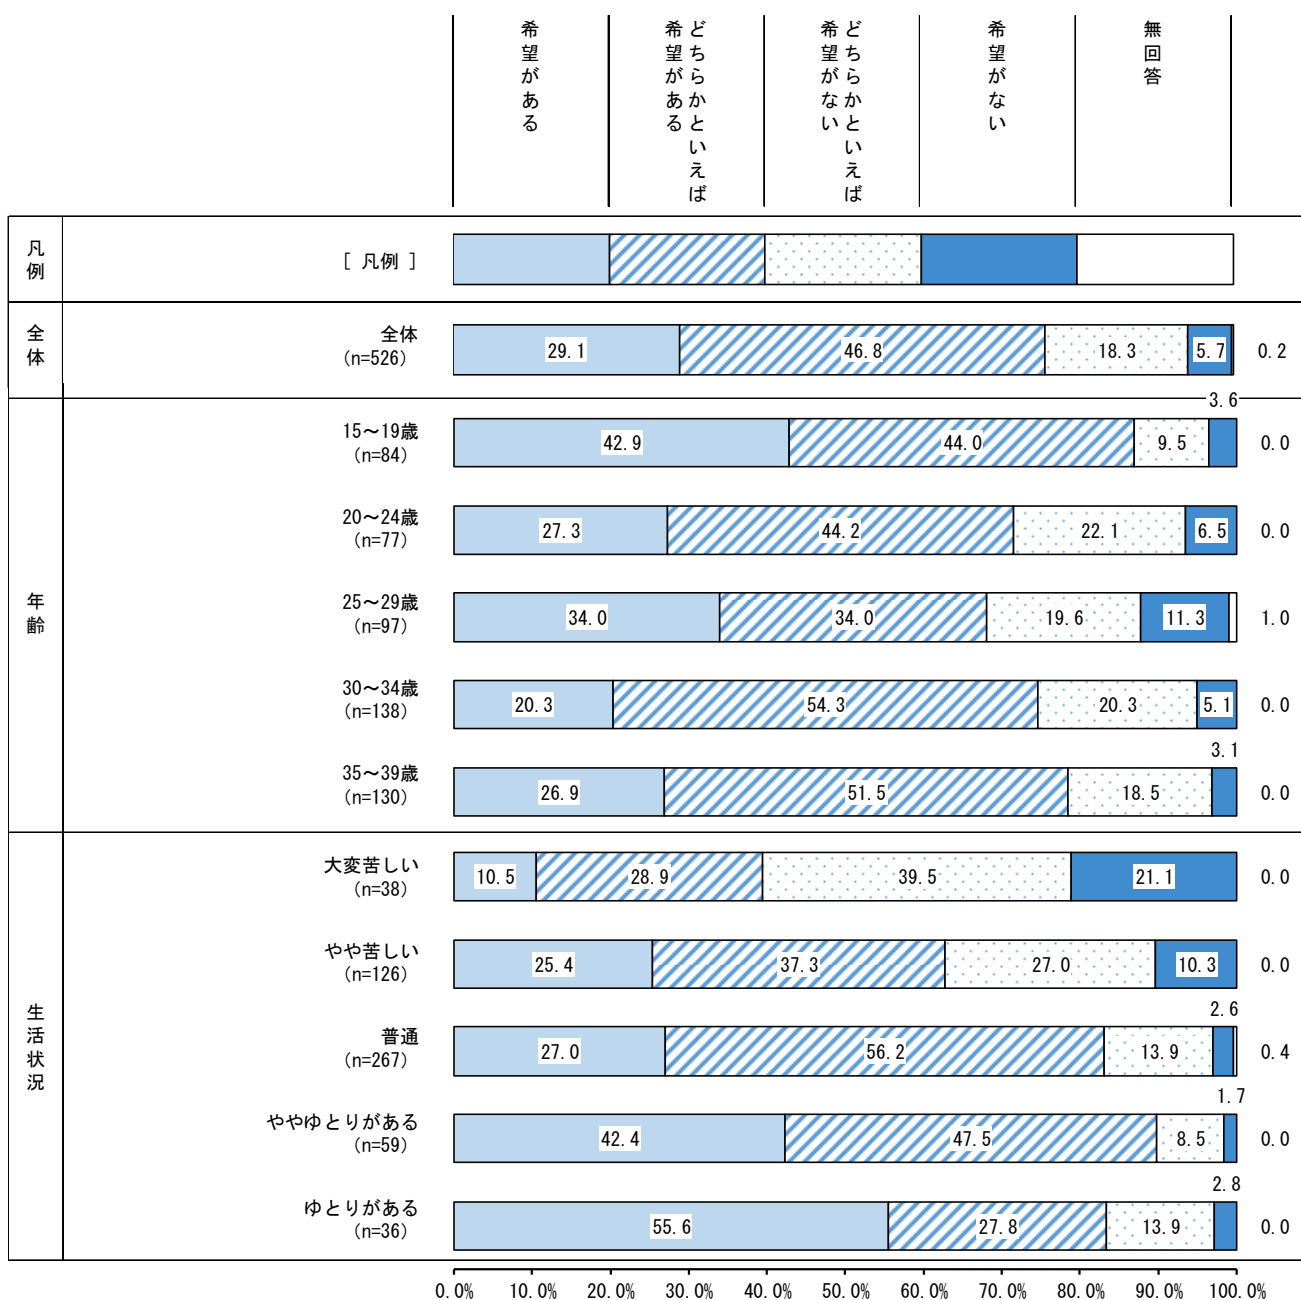 希望がある
どちらかといえば
希望がある
どちらかといえば
希望がない
希望がない
無回答
凡例
[ 凡例 ]
全体
全体
(n=526)
29.1
46.8
18.3
5.7
0.2
年齢
15～19歳
(n=84)
42.9
44.0
9.5
3.6
0.0
20～24歳
(n=77)
27.3
44.2
22.1
6.5
0.0
25～29歳
(n=97)
34.0
34.0
19.6
11.3
1.0
30～34歳
(n=138)
20.3
54.3
20.3
5.1
0.0
35～39歳
(n=130)
26.9
51.5
18.5
3.1
0.0
生活状況
大変苦しい
(n=38)
10.5
28.9
39.5
21.1
0.0
やや苦しい
(n=126)
25.4
37.3
27.0
10.3
0.0
普通
(n=267)
27.0
56.2
13.9
2.6
0.4
ややゆとりがある
(n=59)
42.4
47.5
8.5
1.7
0.0
ゆとりがある
(n=36)
55.6
27.8
13.9
2.8
0.0
0.0% 10.0% 20.0% 30.0% 40.0% 50.0% 60.0% 70.0% 80.0% 90.0% 100.0%